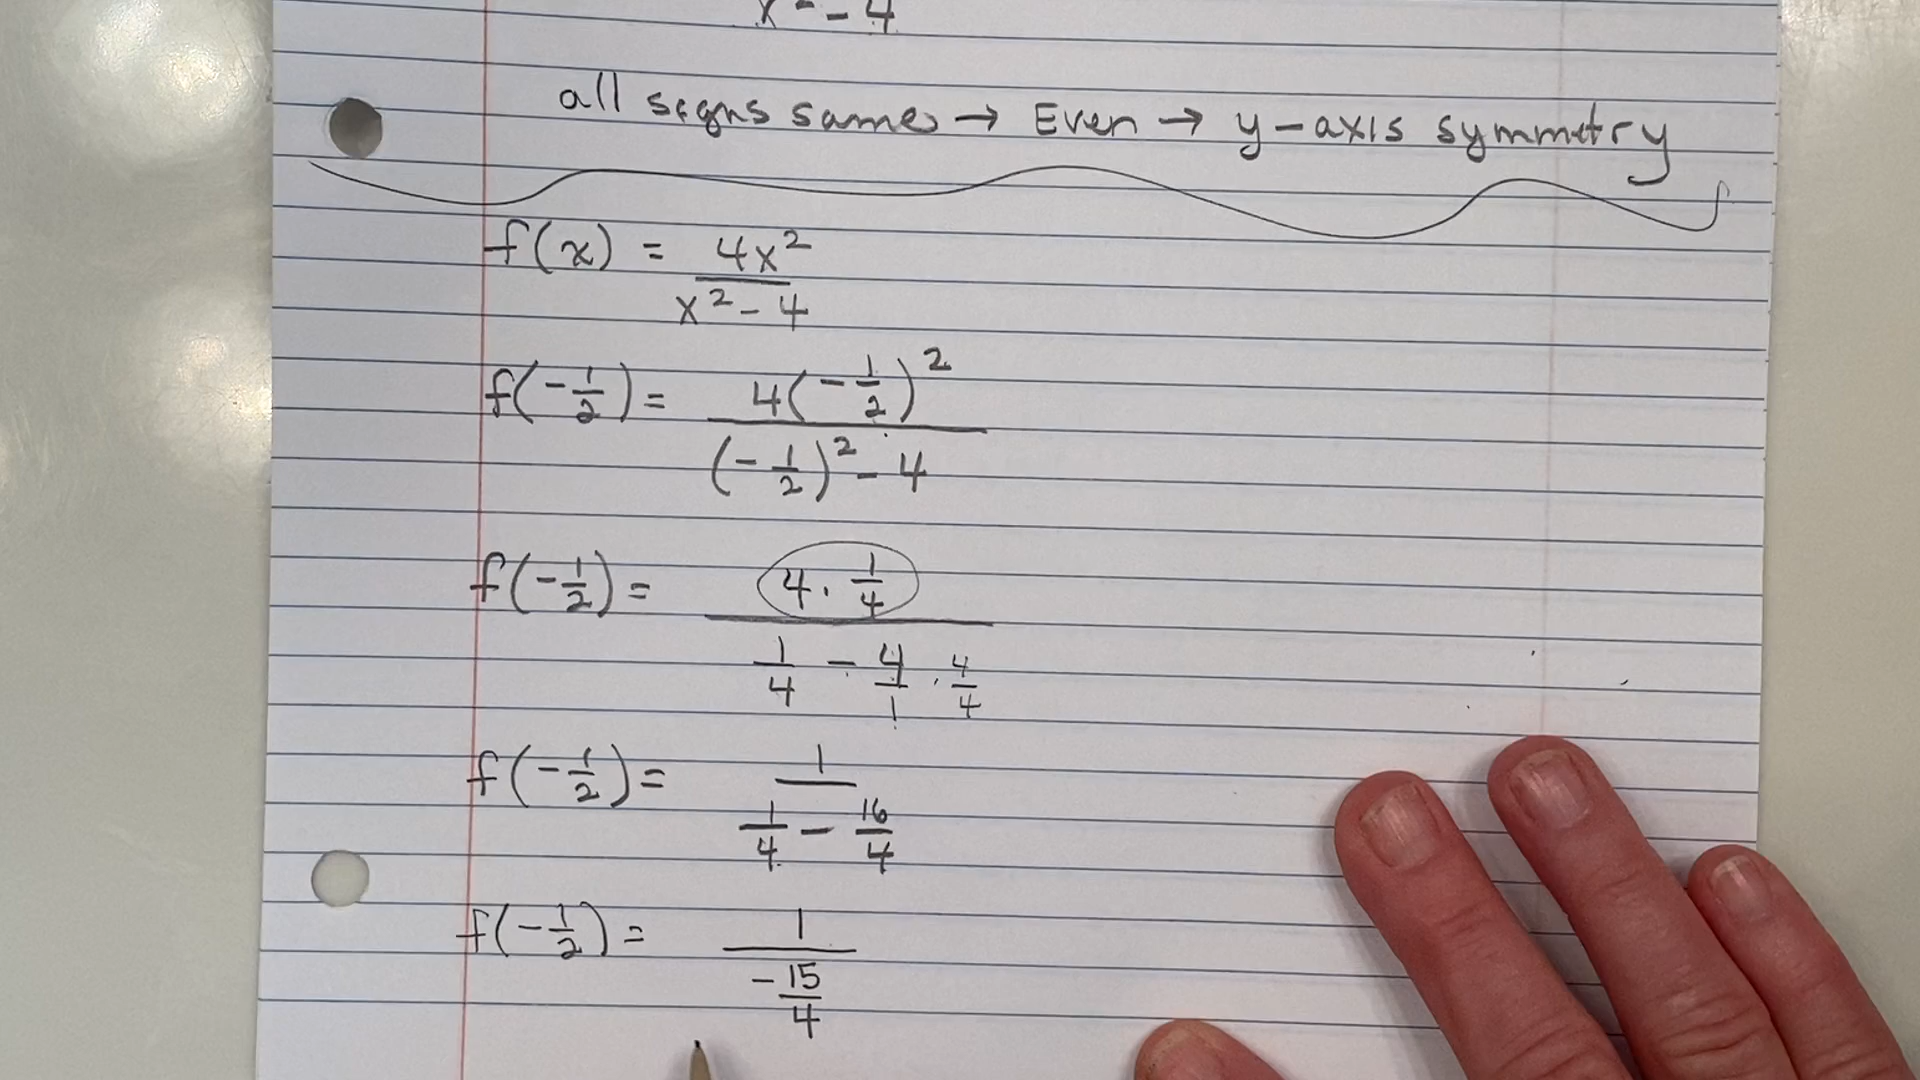 x² - 4
all signs same → Even → y-axis symmetry
f(x) = 4x² / x² - 4
f(-1/2) = 4(-1/2)² / (-1/2)² - 4
f(-1/2) = 4 · 1/4 / 1/4 - 4/1 · 4/4
f(-1/2) = 1 / 1/4 - 16/4
f(-1/2) = 1 / -15/4